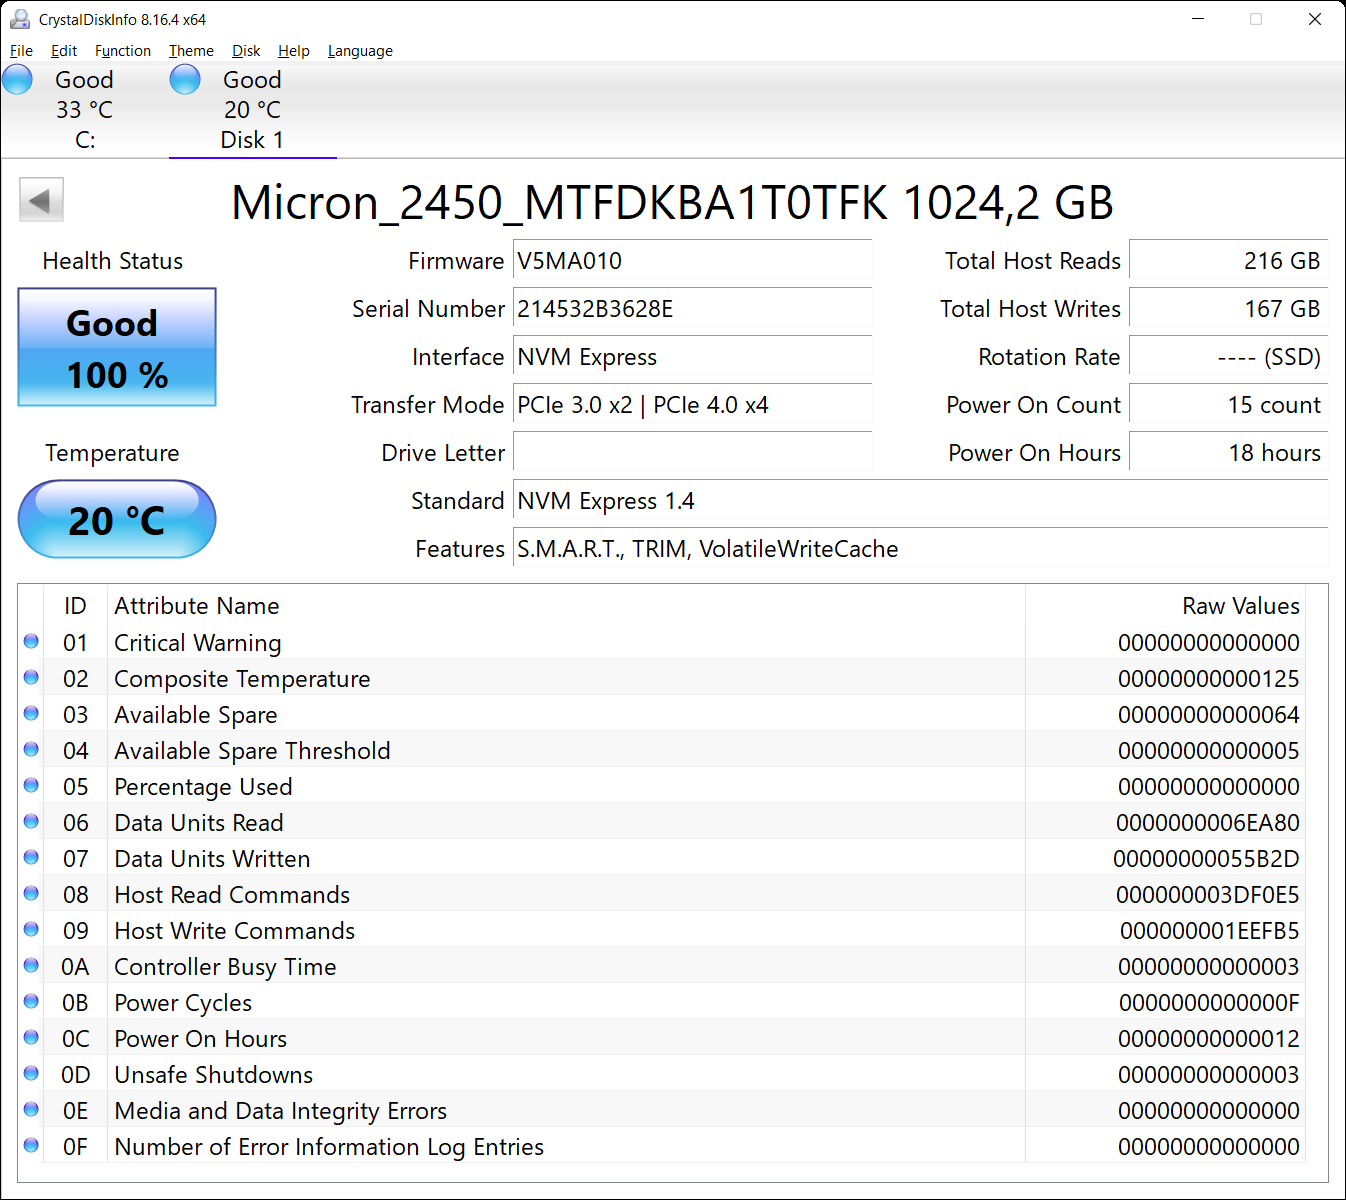 CrystalDiskInfo 8.16.4 x64
File Edit Function Theme Disk Help Language
Good Good
33 °C 20 °C
C: Disk 1
Micron_2450_MTFDKBA1T0TFK 1024,2 GB
Health Status
Good
100 %
Temperature
20 °C
Firmware V5MA010
Serial Number 214532B3628E
Interface NVM Express
Transfer Mode PCIe 3.0 x2 | PCIe 4.0 x4
Drive Letter
Standard NVM Express 1.4
Features S.M.A.R.T., TRIM, VolatileWriteCache
Total Host Reads 216 GB
Total Host Writes 167 GB
Rotation Rate ---- (SSD)
Power On Count 15 count
Power On Hours 18 hours
ID Attribute Name Raw Values
01 Critical Warning 00000000000000
02 Composite Temperature 00000000000125
03 Available Spare 00000000000064
04 Available Spare Threshold 00000000000005
05 Percentage Used 00000000000000
06 Data Units Read 0000000006EA80
07 Data Units Written 00000000055B2D
08 Host Read Commands 000000003DF0E5
09 Host Write Commands 000000001EEFB5
0A Controller Busy Time 00000000000003
0B Power Cycles 0000000000000F
0C Power On Hours 00000000000012
0D Unsafe Shutdowns 00000000000003
0E Media and Data Integrity Errors 00000000000000
0F Number of Error Information Log Entries 00000000000000